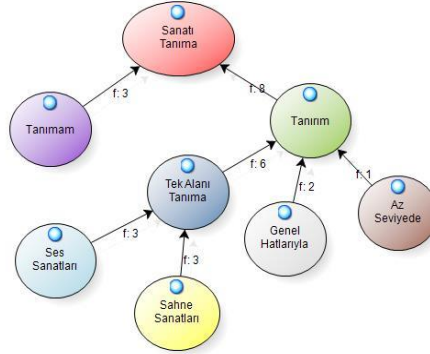 Sanatı
Tanıma
f: 3
f: 8
Tanımam
Tanırım
f: 6
f: 1
f: 2
Tek Alanı
Tanıma
Az
Seviyede
Genel
Hatlarıyla
f: 3
Ses
Sanatları
f: 3
Sahne
Sanatları